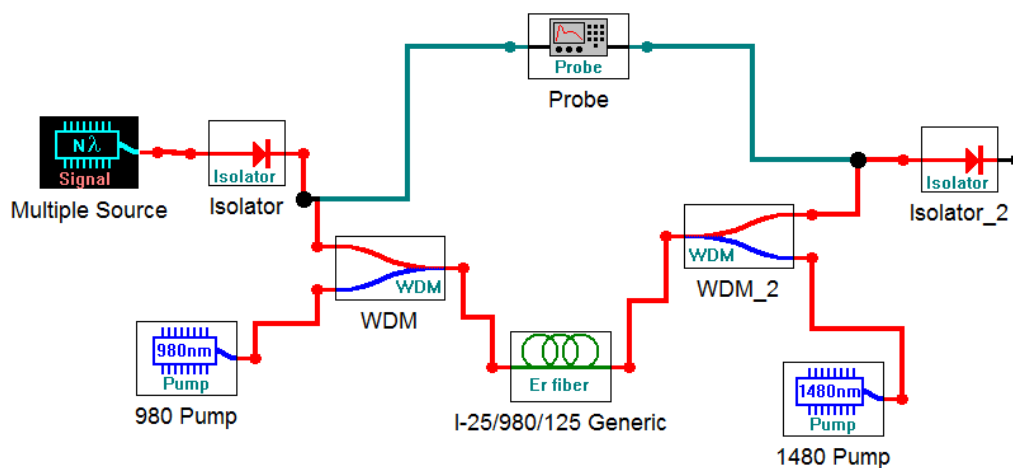 Probe
Probe
Nλ
Signal
Multiple Source
Isolator
Isolator
Isolator
Isolator_2
WDM
WDM
WDM
WDM_2
980nm
Pump
980 Pump
Er fiber
I-25/980/125 Generic
1480nm
Pump
1480 Pump